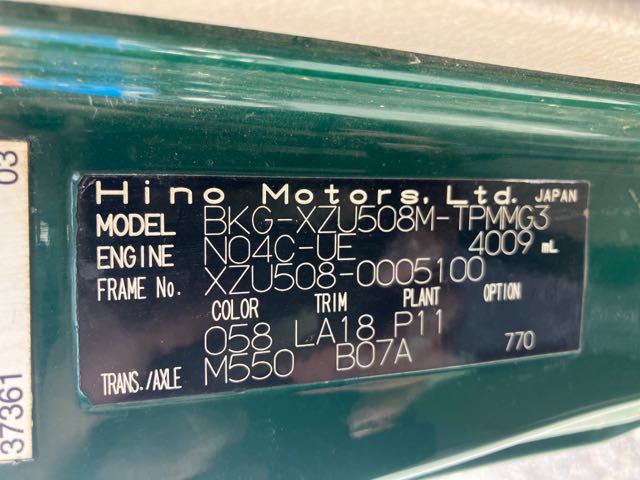 Hino Motors, Ltd. JAPAN
MODEL BKG-XZU508M-TPMMG3
ENGINE N04C-UE 4009 mL
FRAME No. XZU508-0005100
COLOR TRIM PLANT OPTION
058 LA18 P11 770
TRANS./AXLE M550 B07A
37361
03